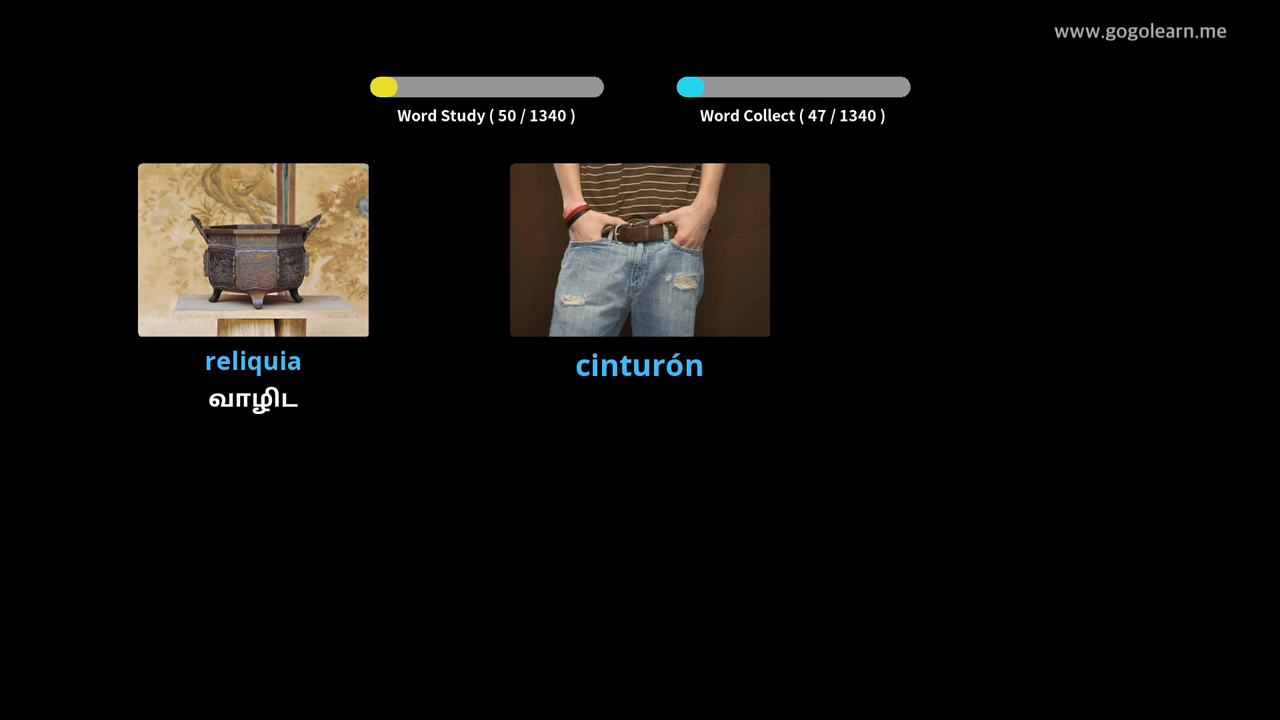 www.gogolearn.me
Word Study ( 50 / 1340 )
Word Collect ( 47 / 1340 )
reliquia
வாழிட
cinturón